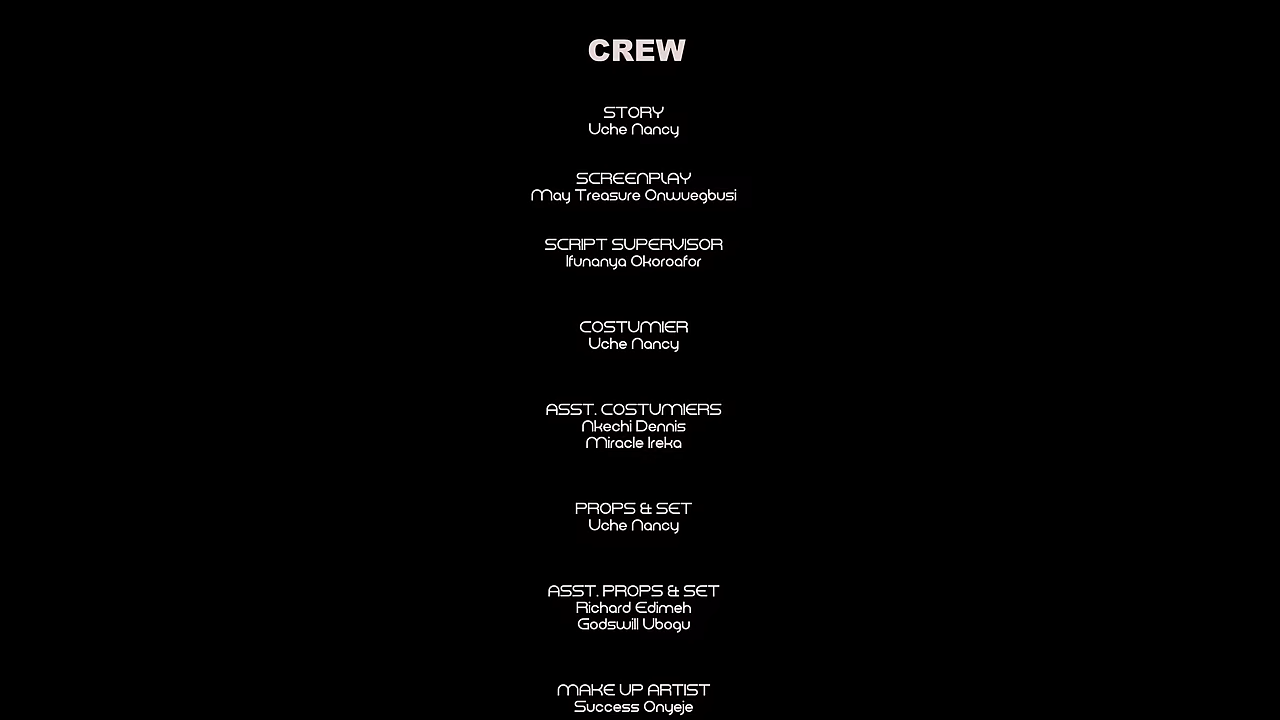 CREW
STORY
Uche Nancy
SCREENPLAY
May Treasure Onwuegbusi
SCRIPT SUPERVISOR
Ifunanya Okoroafor
COSTUMIER
Uche Nancy
ASST. COSTUMIERS
Nkechi Dennis
Miracle Ireka
PROPS & SET
Uche Nancy
ASST. PROPS & SET
Richard Edimeh
Godswill Ubogu
MAKE UP ARTIST
Success Onyeje